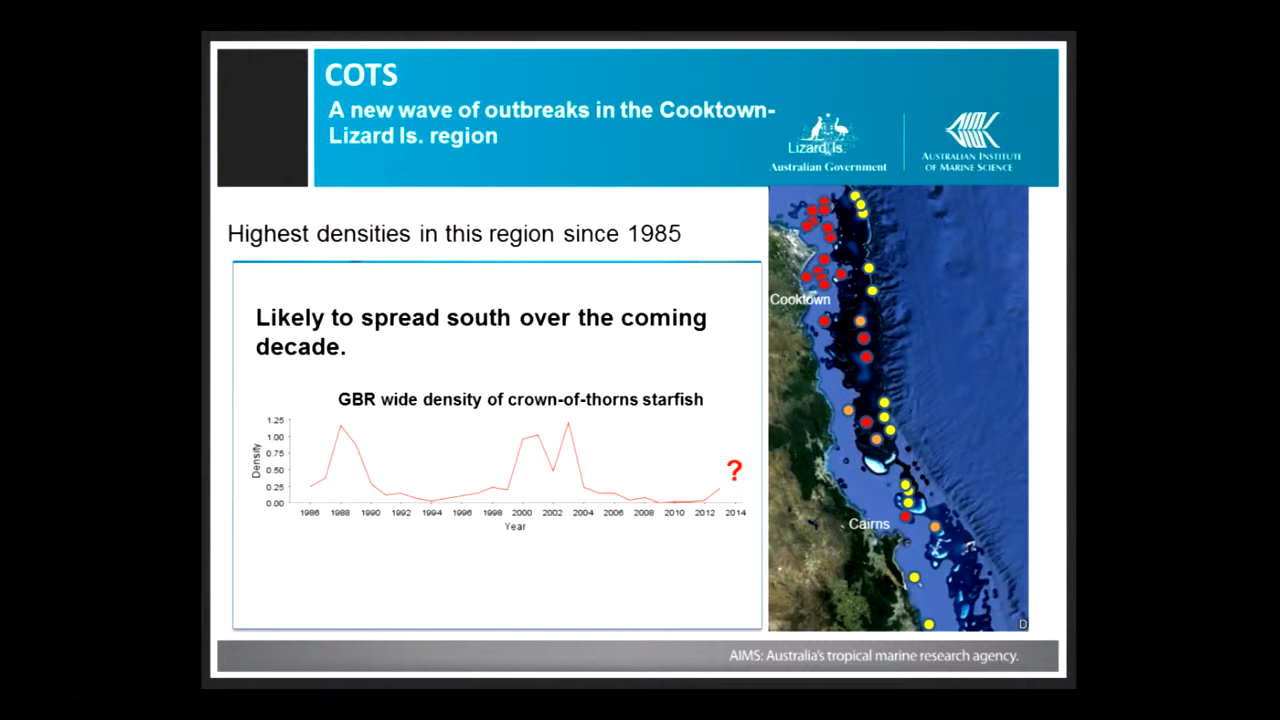 COTS
A new wave of outbreaks in the Cooktown-
Lizard Is. region
Lizard Is.
Australian Government
AUSTRALIAN INSTITUTE
OF MARINE SCIENCE
Highest densities in this region since 1985
Likely to spread south over the coming
decade.
GBR wide density of crown-of-thorns starfish
Density
1.25
1.00
0.75
0.50
0.25
0.00
?
1986 1988 1990 1992 1994 1996 1998 2000 2002 2003 2004 2006 2008 2010 2012 2014
Year
Cooktown
Cairns
D
AIMS: Australia's tropical marine research agency.